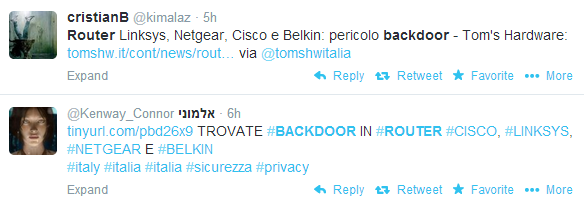 cristianB @kimalaz · 5h
Router Linksys, Netgear, Cisco e Belkin: pericolo backdoor - Tom's Hardware:
tomshw.it/cont/news/rout… via @tomshwitalia
Expand Reply Retweet Favorite More
@Kenway_Connor אלמוני · 6h
tinyurl.com/pbd26x9 TROVATE #BACKDOOR IN #ROUTER #CISCO, #LINKSYS,
#NETGEAR E #BELKIN
#italy #italia #italia #sicurezza #privacy
Expand Reply Retweet Favorite More